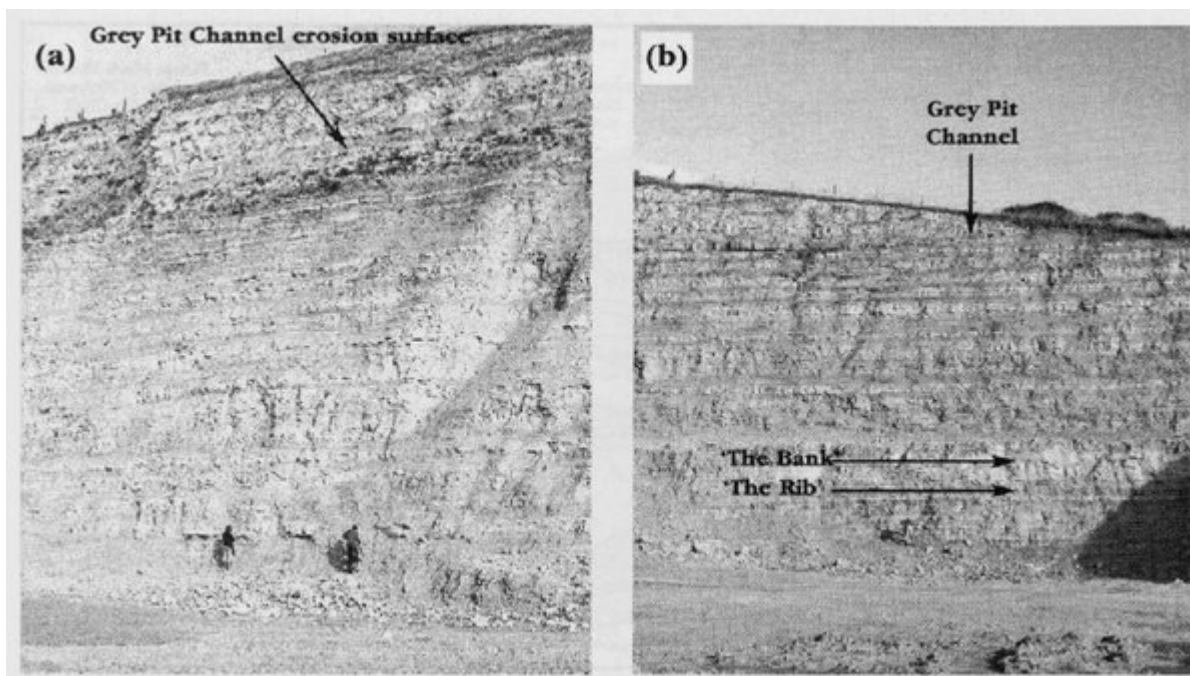 (a)
Grey Pit Channel erosion surface
(b)
Grey Pit
Channel
'The Bank'
'The Rib'